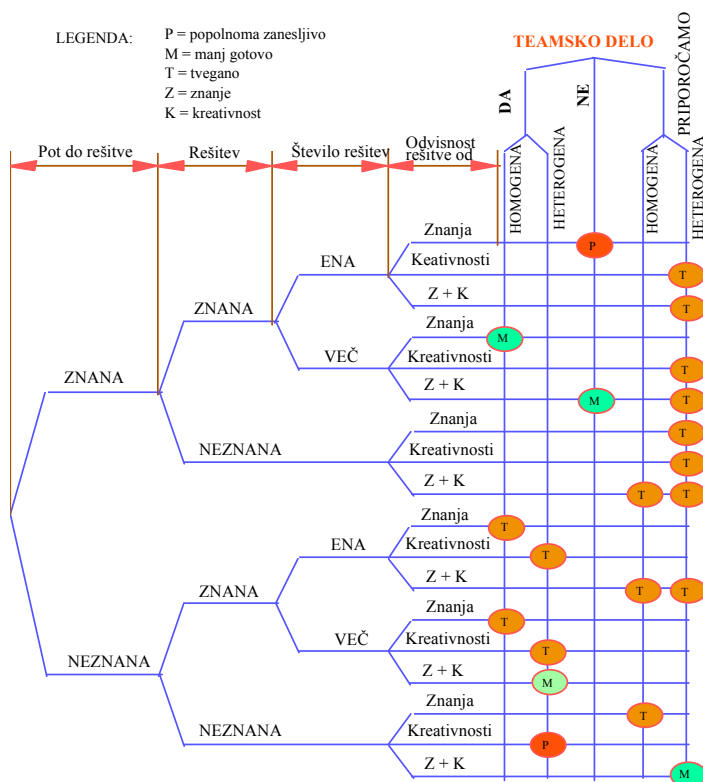 LEGENDA:
P = popolnoma zanesljivo
M = manj gotovo
T = tvegano
Z = znanje
K = kreativnost
TEAMSKO DELO
DA
NE
PRIPOROČAMO
HOMOGENA
HETEROGENA
HOMOGENA
HETEROGENA
Pot do rešitve
Rešitev
Število rešitev
Odvisnost
rešitve od
Znanja
P
ENA
Keativnosti
T
Z + K
T
ZNANA
Znanja
M
VEČ
Kreativnosti
T
Z + K
M
T
ZNANA
Znanja
T
NEZNANA
Kreativnosti
T
Z + K
T
T
Znanja
T
ENA
Kreativnosti
T
Z + K
T
T
ZNANA
Znanja
T
VEČ
Kreativnosti
T
Z + K
M
NEZNANA
Znanja
T
NEZNANA
Kreativnosti
P
Z + K
M